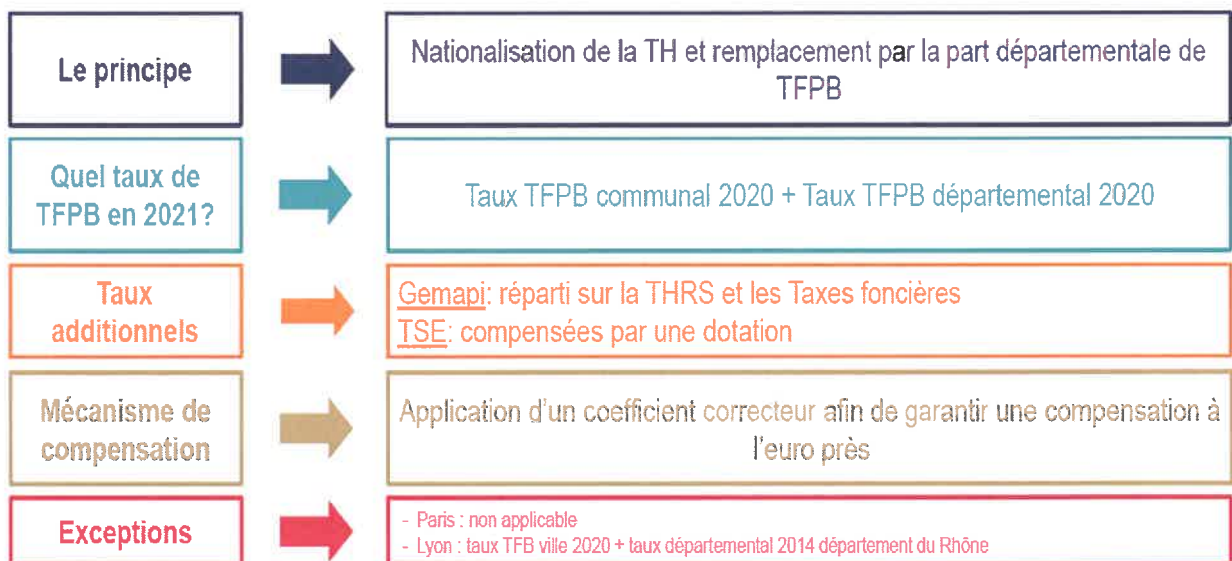 Le principe
Nationalisation de la TH et remplacement par la part départementale de
TFPB
Quel taux de
TFPB en 2021?
Taux TFPB communal 2020 + Taux TFPB départemental 2020
Taux
additionnels
Gemapi: réparti sur la THRS et les Taxes foncières
TSE: compensées par une dotation
Mécanisme de
compensation
Application d'un coefficient correcteur afin de garantir une compensation à
l'euro près
Exceptions
- Paris : non applicable
- Lyon : taux TFB ville 2020 + taux départemental 2014 département du Rhône